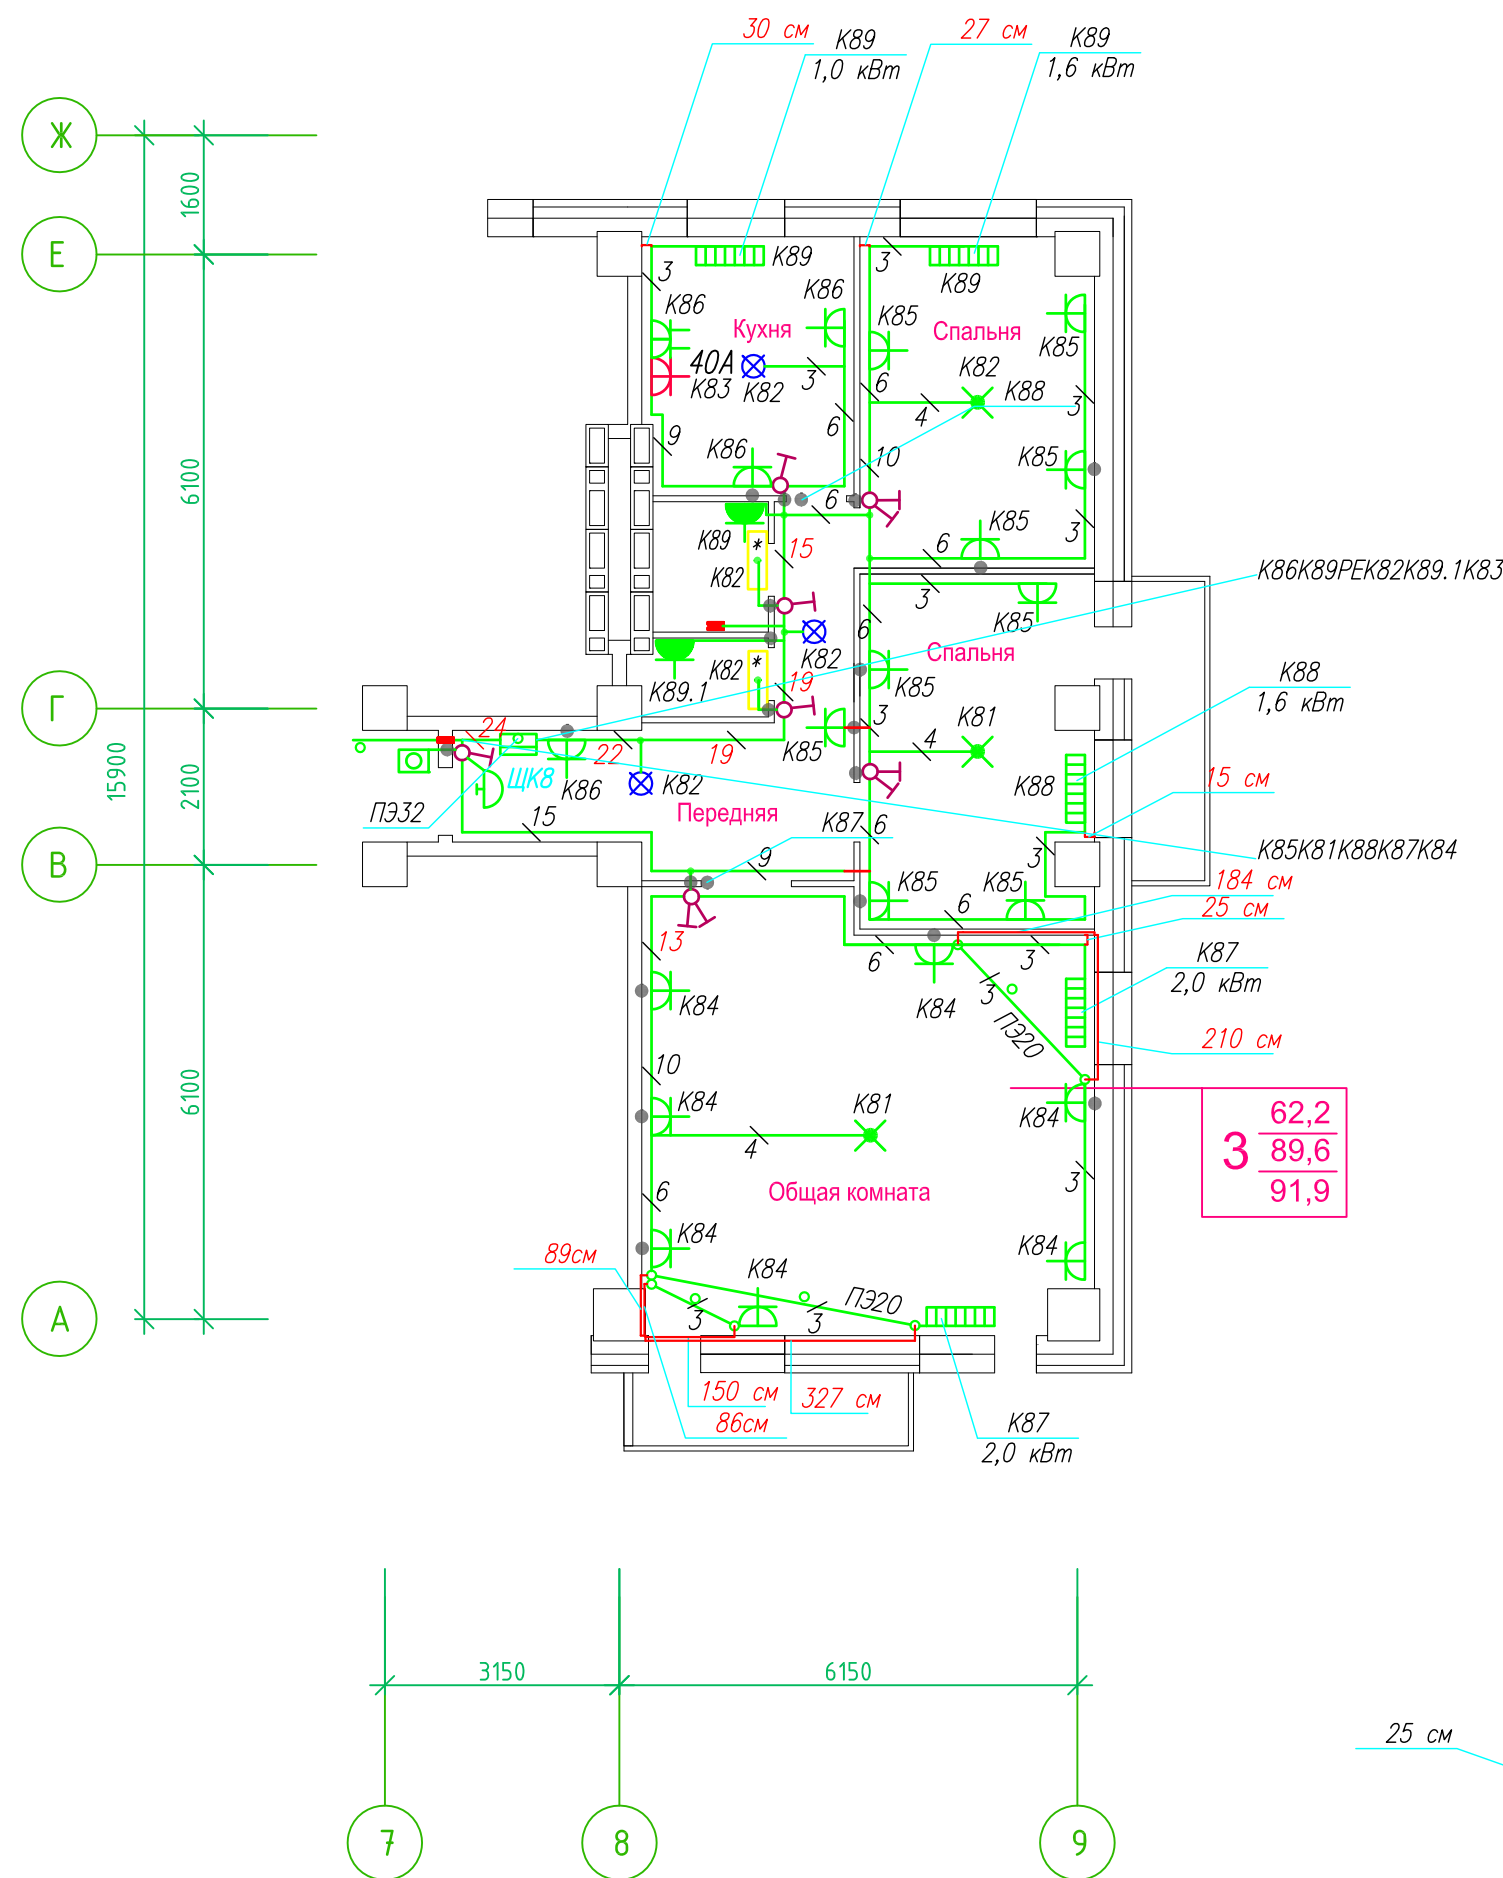 30 см
К89
1,0 кВт
27 см
К89
1,6 кВт
Ж
1600
Е
3
К89
3
К89
К86
К86
К85
Кухня
Спальня
К85
40А
К83
К82
3
6
К82
К88
3
4
6
9
К86
10
К85
6100
6
К85
3
К89
*
15
6
К82
К86К89РЕК82К89.1К83
3
К85
6
К82
Спальня
*
К82
К85
К88
1,6 кВт
К89.1
19
Г
24
22
19
К85
3
К81
4
15900
2100
ЩК8
К86
К82
К88
15 см
ПЭ32
Передняя
15
К87
6
3
К85К81К88К87К84
В
9
К85
К85
184 см
25 см
6
13
6
3
К87
2,0 кВт
К84
К84
3
ПЭ20
210 см
10
6100
К84
К81
К84
3
62,2
89,6
91,9
4
3
6
Общая комната
К84
К84
89см
К84
ПЭ20
А
3
3
150 см
327 см
86см
К87
2,0 кВт
3150
6150
25 см
7
8
9